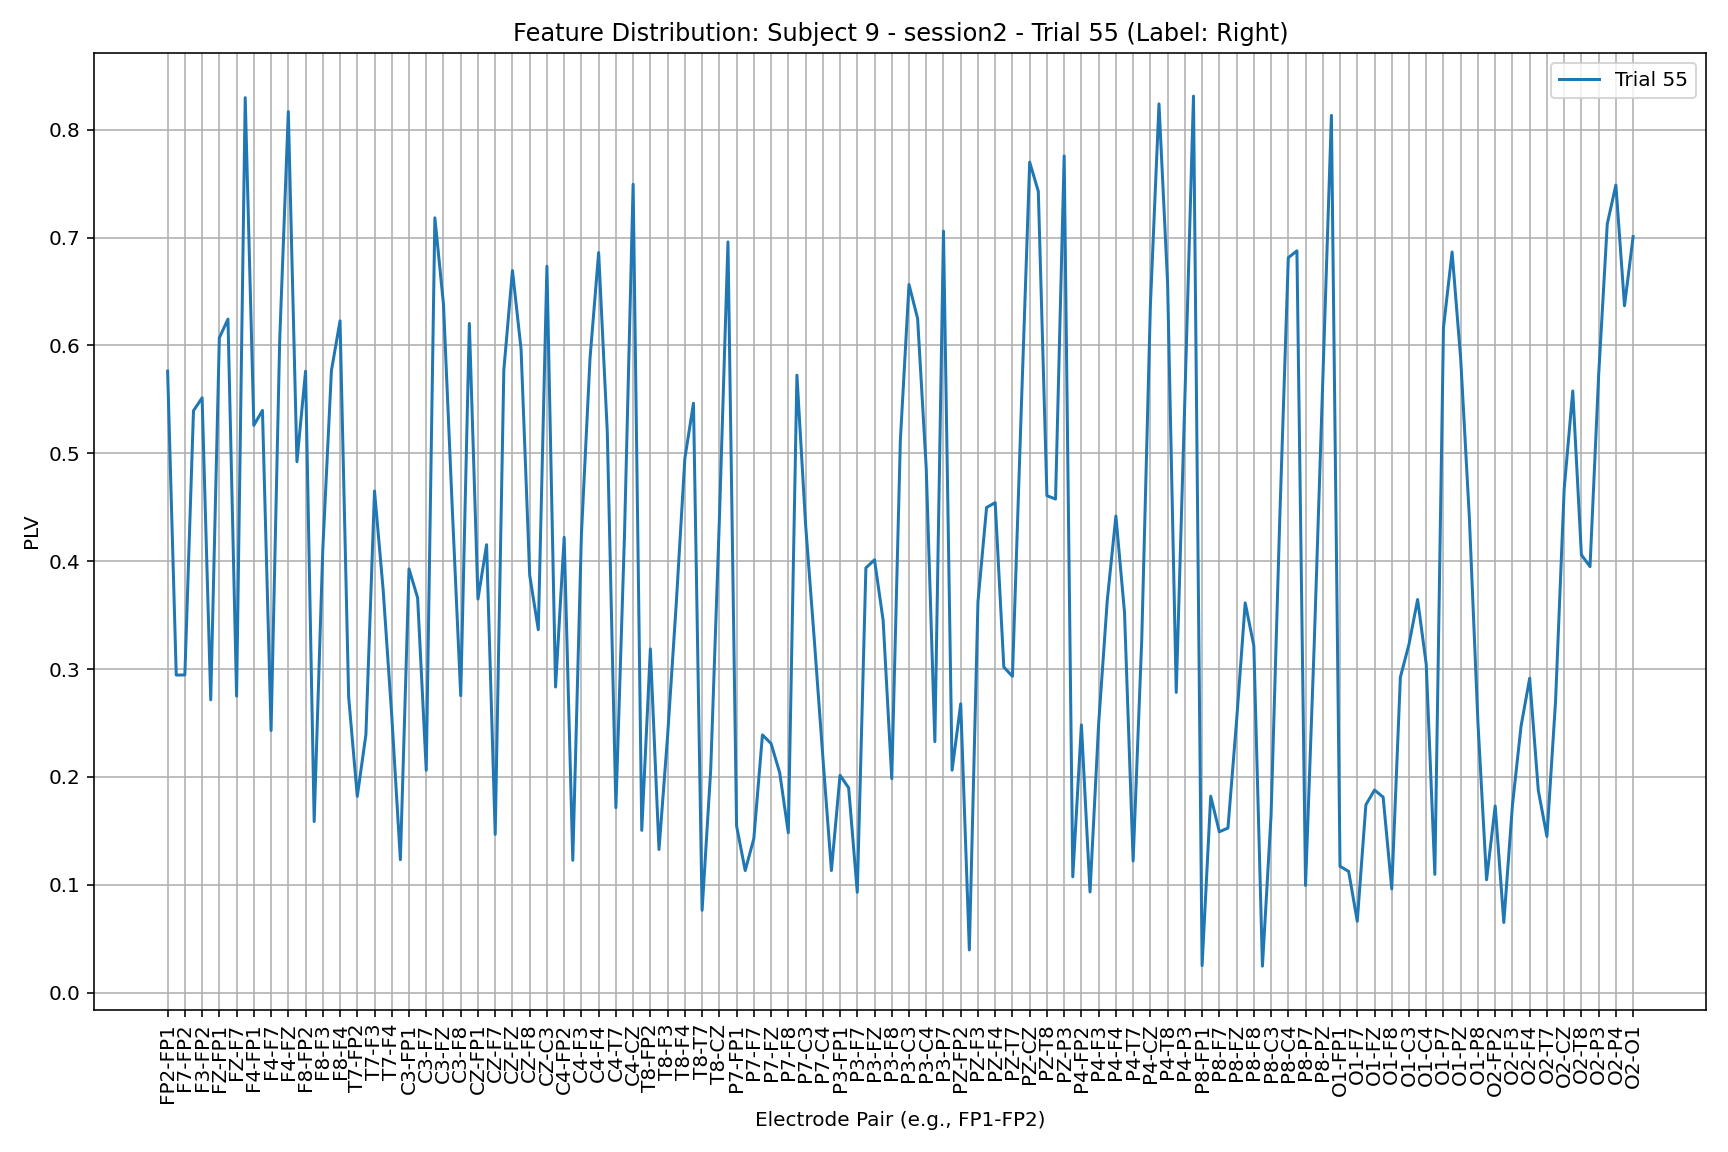 Feature Distribution: Subject 9 - session2 - Trial 55 (Label: Right)
Trial 55
PLV
0.8
0.7
0.6
0.5
0.4
0.3
0.2
0.1
0.0
FP2-FP1
F7-FP2
F3-FP2
FZ-FP1
FZ-F7
F4-FP1
F4-F7
F4-FZ
F8-FP2
F8-F3
F8-F4
T7-FP2
T7-F3
T7-F4
C3-FP1
C3-F7
C3-FZ
C3-F8
CZ-FP1
CZ-F7
CZ-FZ
CZ-F8
CZ-C3
C4-FP2
C4-F3
C4-F4
C4-T7
C4-CZ
T8-FP2
T8-F3
T8-F4
T8-T7
T8-CZ
P7-FP1
P7-F7
P7-FZ
P7-F8
P7-C3
P7-C4
P3-FP1
P3-F7
P3-FZ
P3-F8
P3-C3
P3-C4
P3-P7
PZ-FP2
PZ-F3
PZ-F4
PZ-T7
PZ-CZ
PZ-T8
PZ-P3
P4-FP2
P4-F3
P4-F4
P4-T7
P4-CZ
P4-T8
P4-P3
P8-FP1
P8-F7
P8-FZ
P8-F8
P8-C3
P8-C4
P8-P7
P8-PZ
O1-FP1
O1-F7
O1-FZ
O1-F8
O1-C3
O1-C4
O1-P7
O1-PZ
O1-P8
O2-FP2
O2-F3
O2-F4
O2-T7
O2-CZ
O2-T8
O2-P3
O2-P4
O2-O1
Electrode Pair (e.g., FP1-FP2)